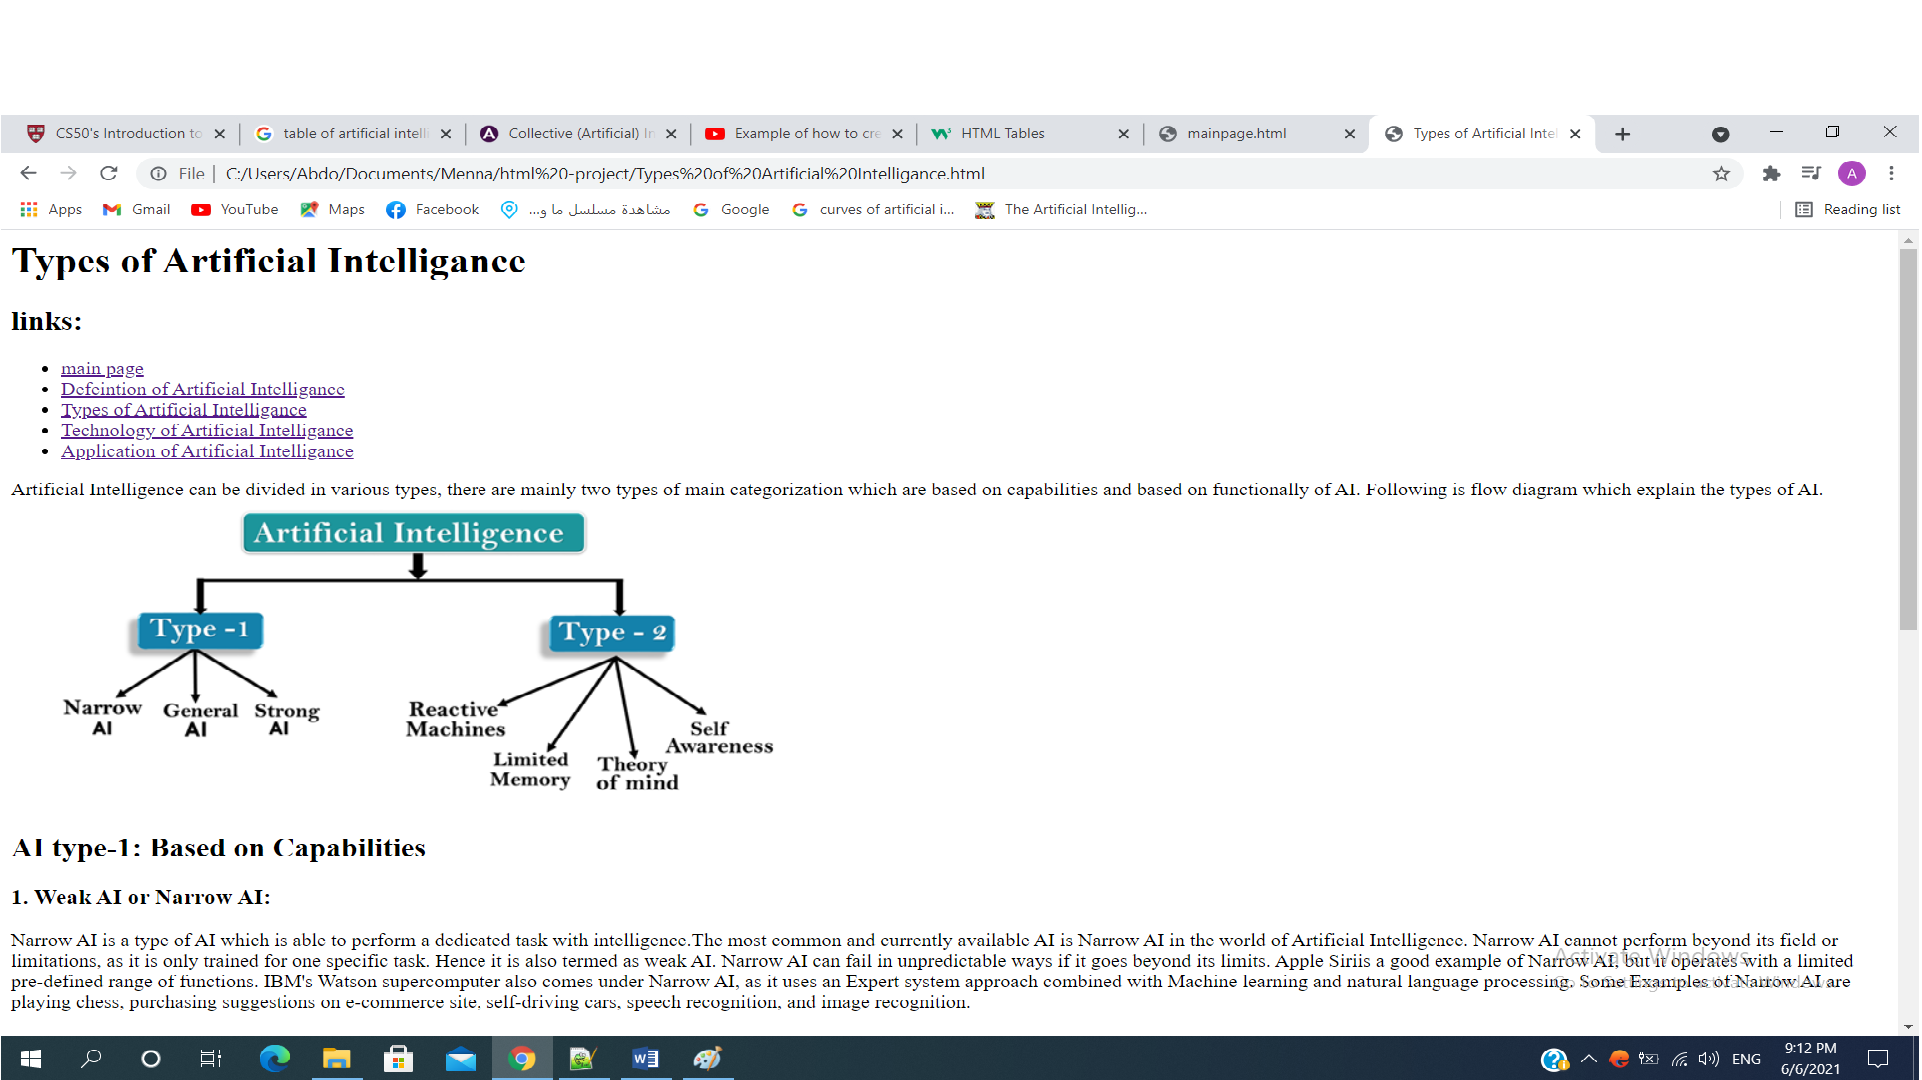 CS50's Introduction to
table of artificial intelli
Collective (Artificial) In
Example of how to cre
HTML Tables
mainpage.html
Types of Artificial Intel
File
C:/Users/Abdo/Documents/Menna/html%20-project/Types%20of%20Artificial%20Intelligance.html
A
Apps
Gmail
YouTube
Maps
Facebook
مشاهدة مسلسل ما و...
Google
curves of artificial i...
The Artificial Intellig...
Reading list
Types of Artificial Intelligance
links:
main page
Defeintion of Artificial Intelligance
Types of Artificial Intelligance
Technology of Artificial Intelligance
Application of Artificial Intelligance
Artificial Intelligence can be divided in various types, there are mainly two types of main categorization which are based on capabilities and based on functionally of AI. Following is flow diagram which explain the types of AI.
Artificial Intelligence
Type -1
Type - 2
Narrow
AI
General
AI
Strong
AI
Reactive
Machines
Limited
Memory
Theory
of mind
Self
Awareness
AI type-1: Based on Capabilities
1. Weak AI or Narrow AI:
Narrow AI is a type of AI which is able to perform a dedicated task with intelligence.The most common and currently available AI is Narrow AI in the world of Artificial Intelligence. Narrow AI cannot perform beyond its field or
limitations, as it is only trained for one specific task. Hence it is also termed as weak AI. Narrow AI can fail in unpredictable ways if it goes beyond its limits. Apple Siriis a good example of Narrow AI, but it operates with a limited
pre-defined range of functions. IBM's Watson supercomputer also comes under Narrow AI, as it uses an Expert system approach combined with Machine learning and natural language processing. Some Examples of Narrow AI are
playing chess, purchasing suggestions on e-commerce site, self-driving cars, speech recognition, and image recognition.
Activate Windows
Go to Settings to activate Windows.
ENG
9:12 PM
6/6/2021